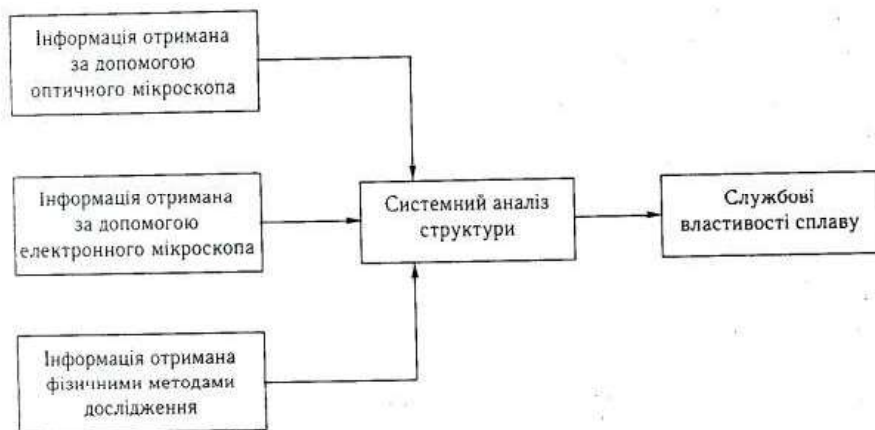 Інформація отримана
за допомогою
оптичного мікроскопа
Інформація отримана
за допомогою
електронного мікроскопа
Системний аналіз
структури
Службові
властивості сплаву
Інформація отримана
фізичними методами
дослідження